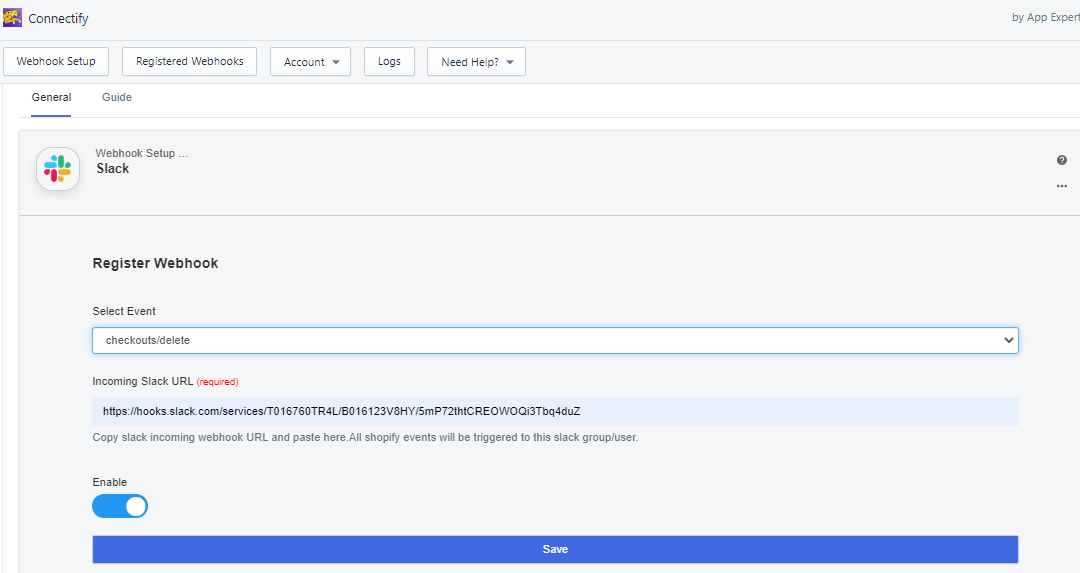 Connectify
by App Expert
Webhook Setup Registered Webhooks Account Logs Need Help?
General Guide
Webhook Setup ...
Slack
Register Webhook
Select Event
checkouts/delete
Incoming Slack URL (required)
https://hooks.slack.com/services/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
Copy slack incoming webhook URL and paste here.All shopify events will be triggered to this slack group/user.
Enable
Save